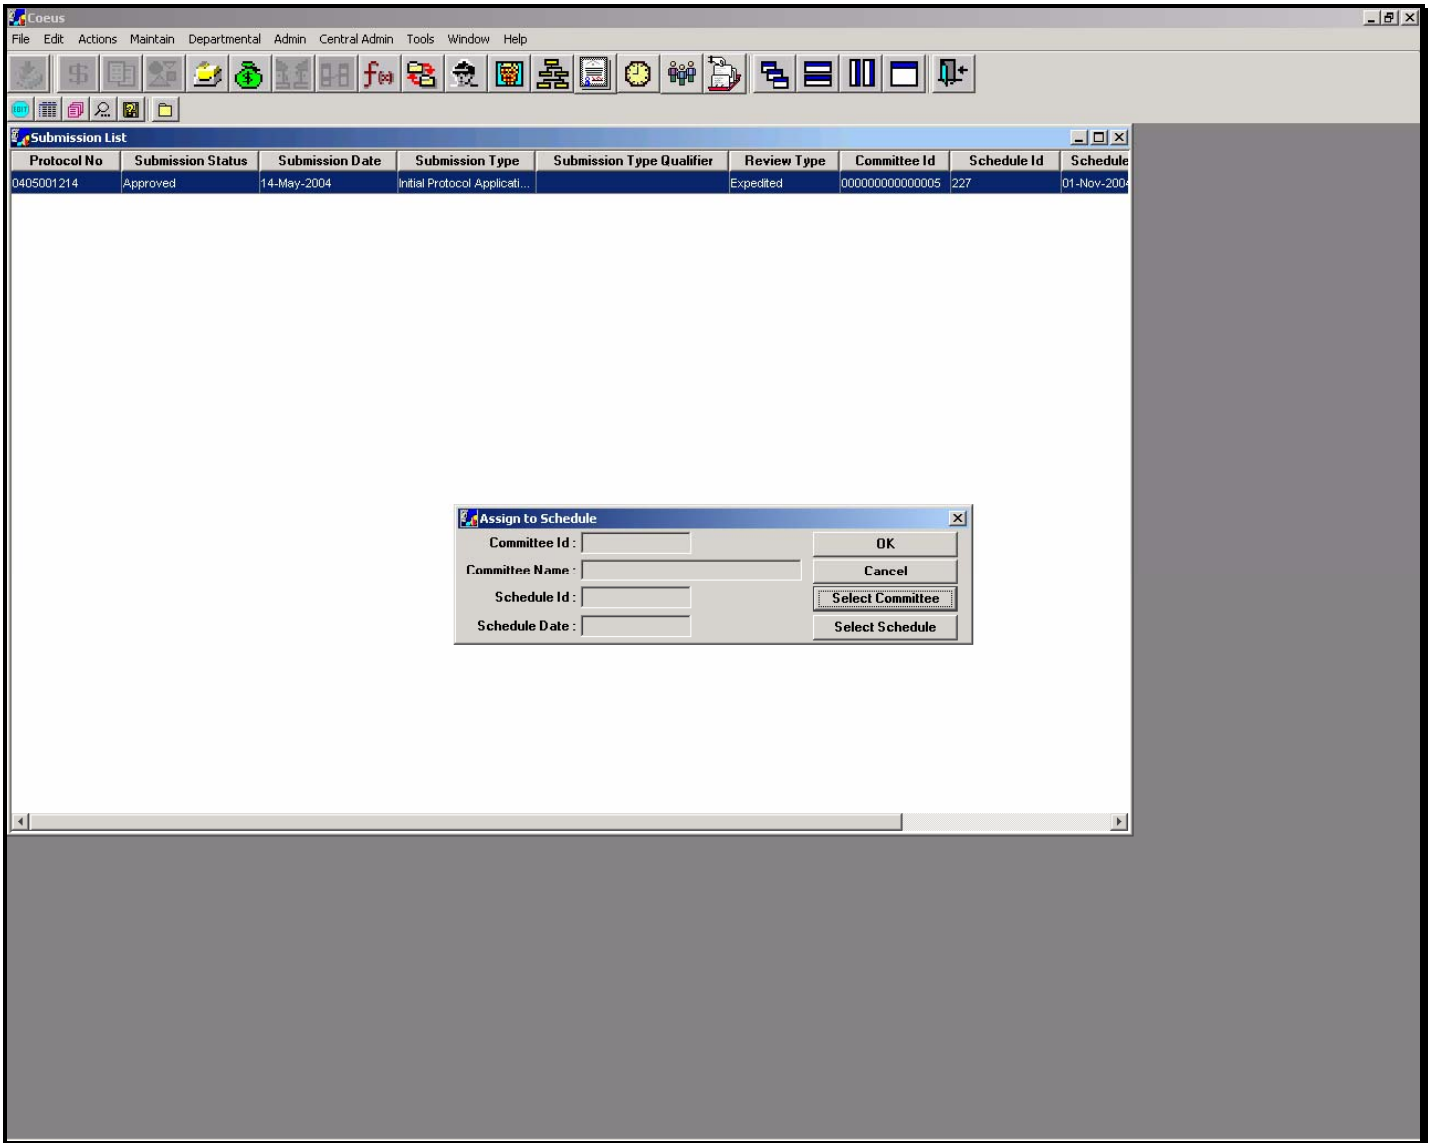 Coeus
File Edit Actions Maintain Departmental Admin Central Admin Tools Window Help
Submission List
Protocol No Submission Status Submission Date Submission Type Submission Type Qualifier Review Type Committee Id Schedule Id Schedule
0405001214 Approved 14-May-2004 Initial Protocol Applicati... Expedited 000000000000005 227 01-Nov-2004
Assign to Schedule
Committee Id : OK
Committee Name : Cancel
Schedule Id : Select Committee
Schedule Date : Select Schedule